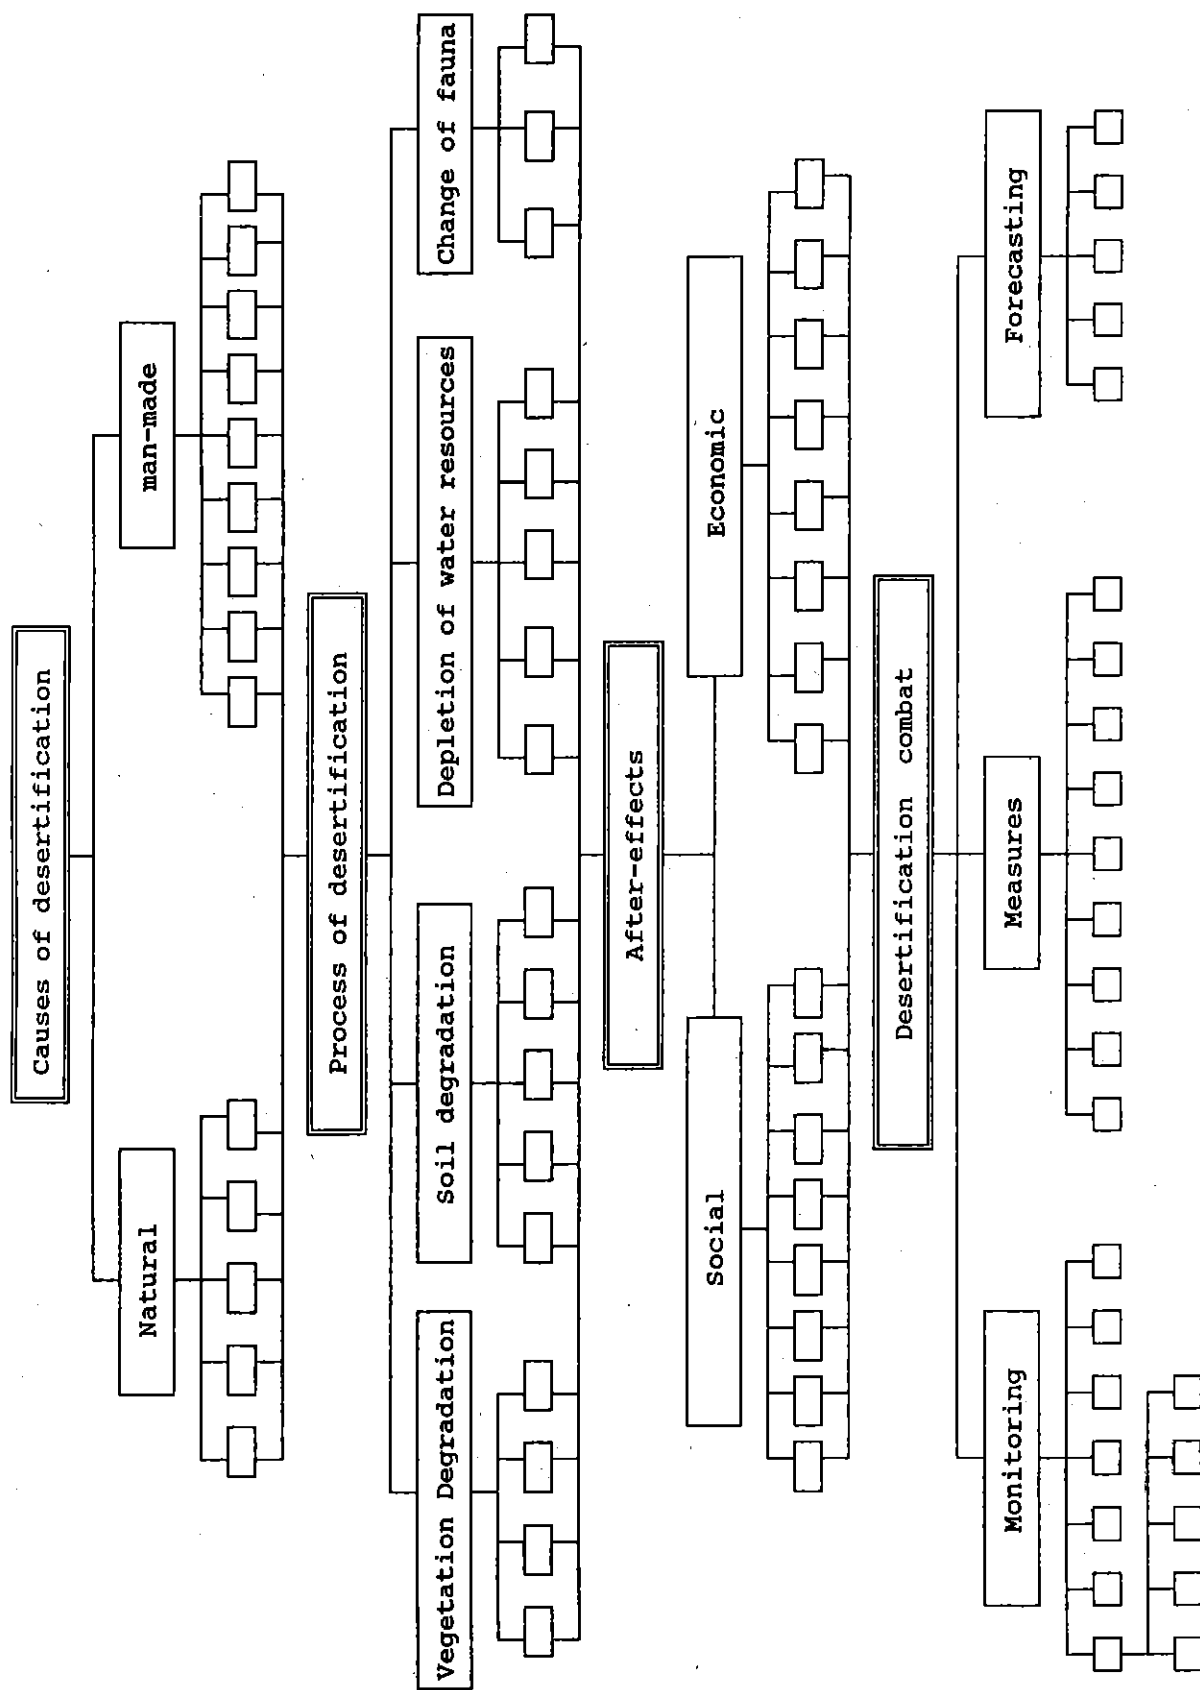 Causes of desertification
Natural
man-made
Process of desertification
Vegetation Degradation
Soil degradation
Depletion of water resources
Change of fauna
After-effects
Social
Economic
Desertification combat
Monitoring
Measures
Forecasting